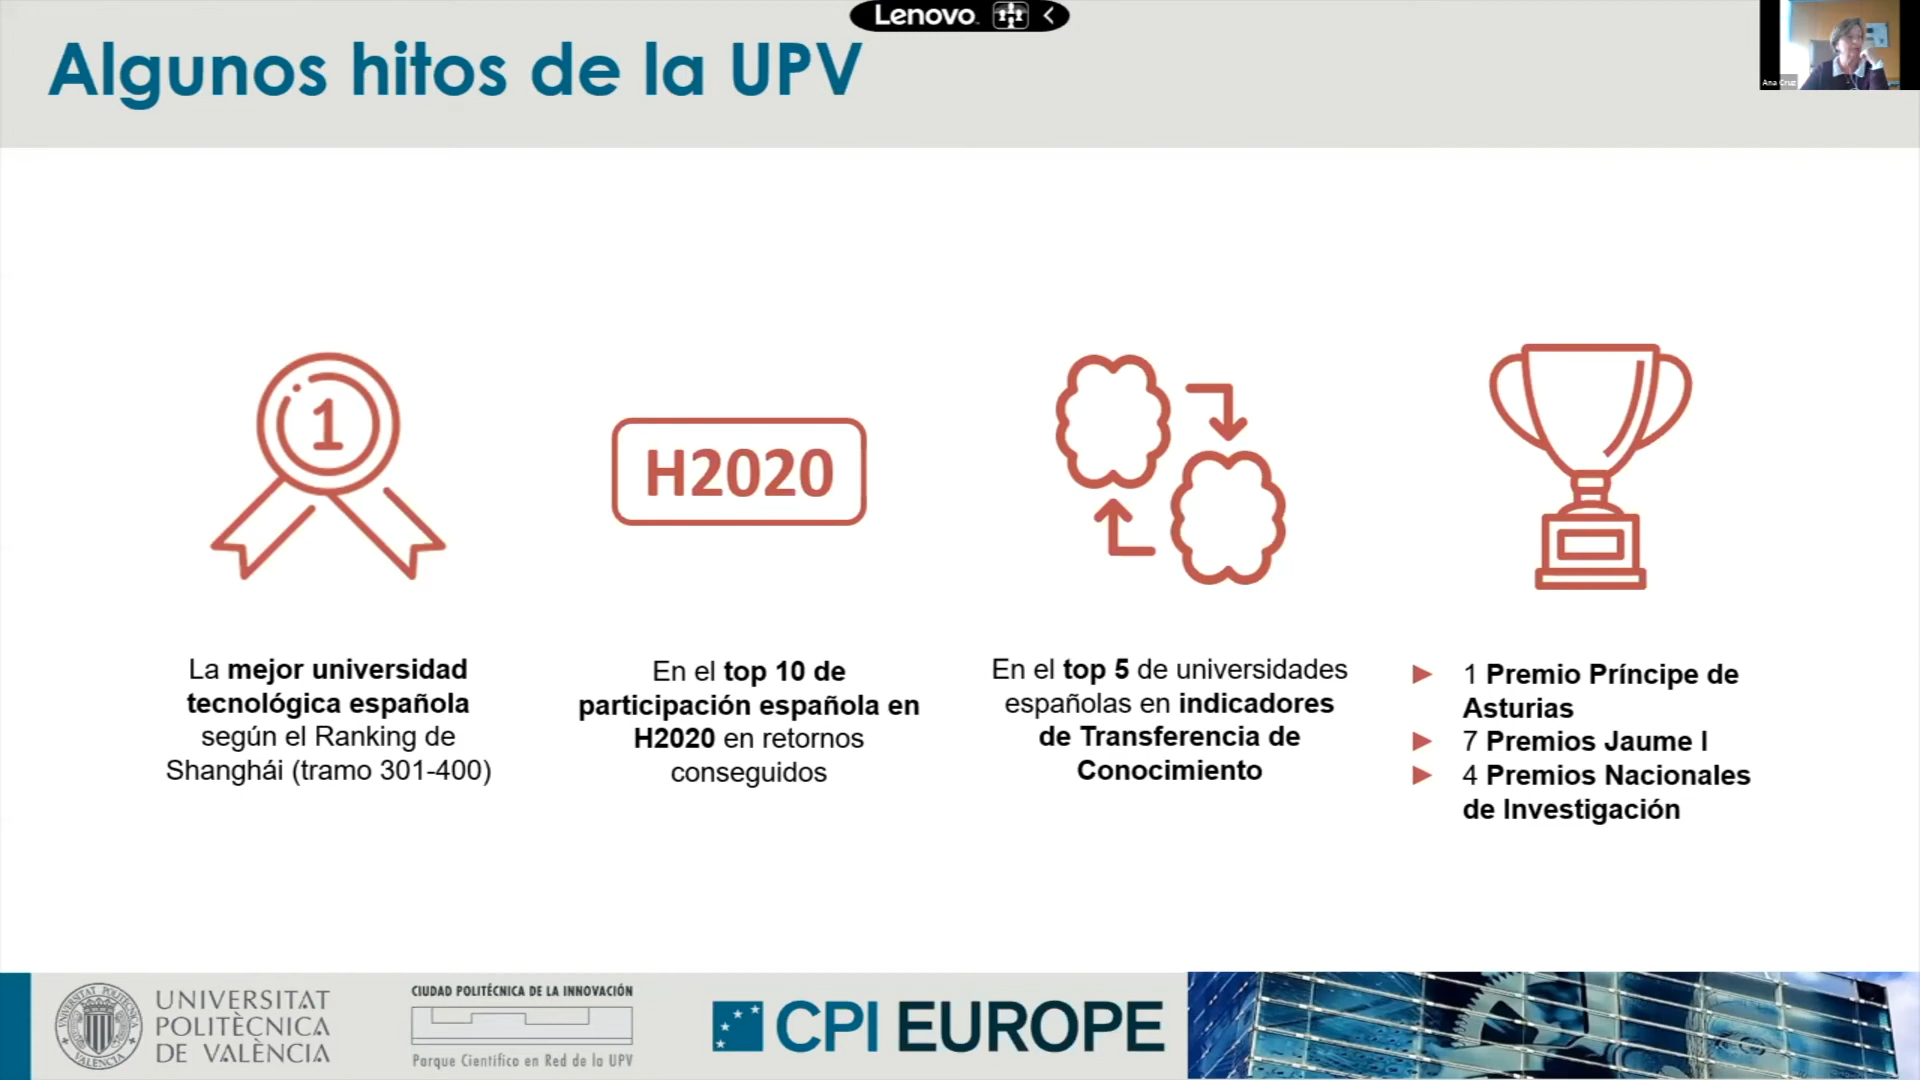 Lenovo
Algunos hitos de la UPV
Ana Cruz
1
H2020
La mejor universidad
tecnológica española
según el Ranking de
Shanghái (tramo 301-400)
En el top 10 de
participación española en
H2020 en retornos
conseguidos
En el top 5 de universidades
españolas en indicadores
de Transferencia de
Conocimiento
► 1 Premio Príncipe de
Asturias
► 7 Premios Jaume I
► 4 Premios Nacionales
de Investigación
UNIVERSITAT
POLITÈCNICA
DE VALÈNCIA
CIUDAD POLITÉCNICA DE LA INNOVACIÓN
Parque Científico en Red de la UPV
CPI EUROPE